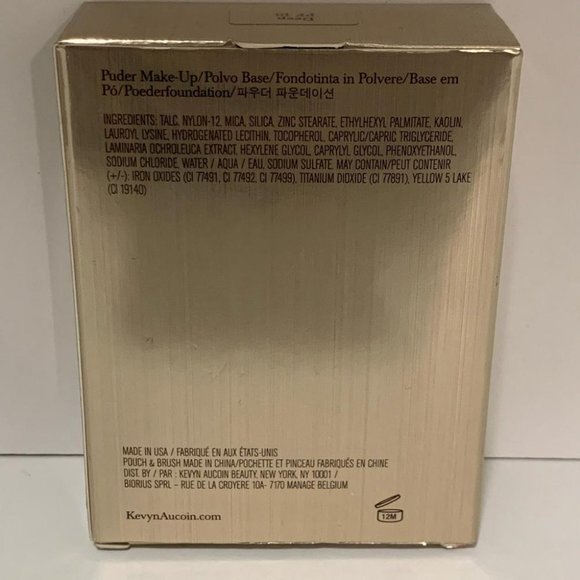 Deep
PF 10
Puder Make-Up/Polvo Base/Fondotinta in Polvere/Base em
Pó/Poederfoundation/파우더 파운데이션
INGREDIENTS: TALC, NYLON-12, MICA, SILICA, ZINC STEARATE, ETHYLHEXYL PALMITATE, KAOLIN,
LAUROYL LYSINE, HYDROGENATED LECITHIN, TOCOPHEROL, CAPRYLIC/CAPRIC TRIGLYCERIDE,
LAMINARIA OCHROLEUCA EXTRACT, HEXYLENE GLYCOL, CAPRYLYL GLYCOL, PHENOXYETHANOL,
SODIUM CHLORIDE, WATER / AQUA / EAU, SODIUM SULFATE. MAY CONTAIN/PEUT CONTENIR
(+/-): IRON OXIDES (CI 77491, CI 77492, CI 77499), TITANIUM DIOXIDE (CI 77891), YELLOW 5 LAKE
(CI 19140)
MADE IN USA / FABRIQUÉ EN AUX ÉTATS-UNIS
POUCH & BRUSH MADE IN CHINA/POCHETTE ET PINCEAU FABRIQUÉS EN CHINE
DIST. BY / PAR : KEVYN AUCOIN BEAUTY, NEW YORK, NY 10001 /
BIORIUS SPRL – RUE DE LA CROYERE 10A- 7170 MANAGE BELGIUM
KevynAucoin.com
12M